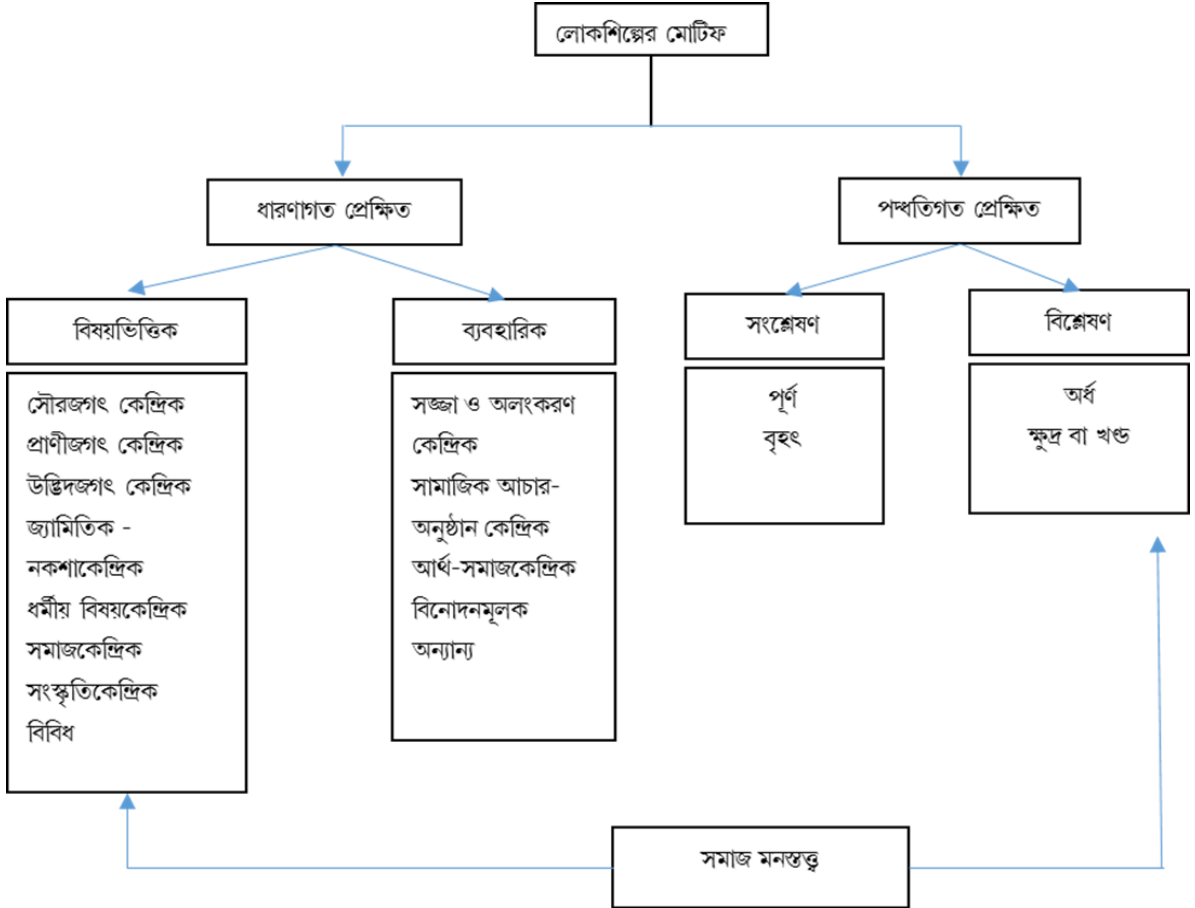 লোকশিল্পের মোটিফ
ধারণাগত প্রেক্ষিত
পদ্ধতিগত প্রেক্ষিত
বিষয়ভিত্তিক
ব্যবহারিক
সংশ্লেষণ
বিশ্লেষণ
সৌরজগৎ কেন্দ্রিক
প্রাণীজগৎ কেন্দ্রিক
উদ্ভিদজগৎ কেন্দ্রিক
জ্যামিতিক -
নকশাকেন্দ্রিক
ধর্মীয় বিষয়কেন্দ্রিক
সমাজকেন্দ্রিক
সংস্কৃতিকেন্দ্রিক
বিবিধ
সজ্জা ও অলংকরণ
কেন্দ্রিক
সামাজিক আচার-
অনুষ্ঠান কেন্দ্রিক
আর্থ-সমাজকেন্দ্রিক
বিনোদনমূলক
অন্যান্য
পূর্ণ
বৃহৎ
অর্ধ
ক্ষুদ্র বা খণ্ড
সমাজ মনস্তত্ত্ব